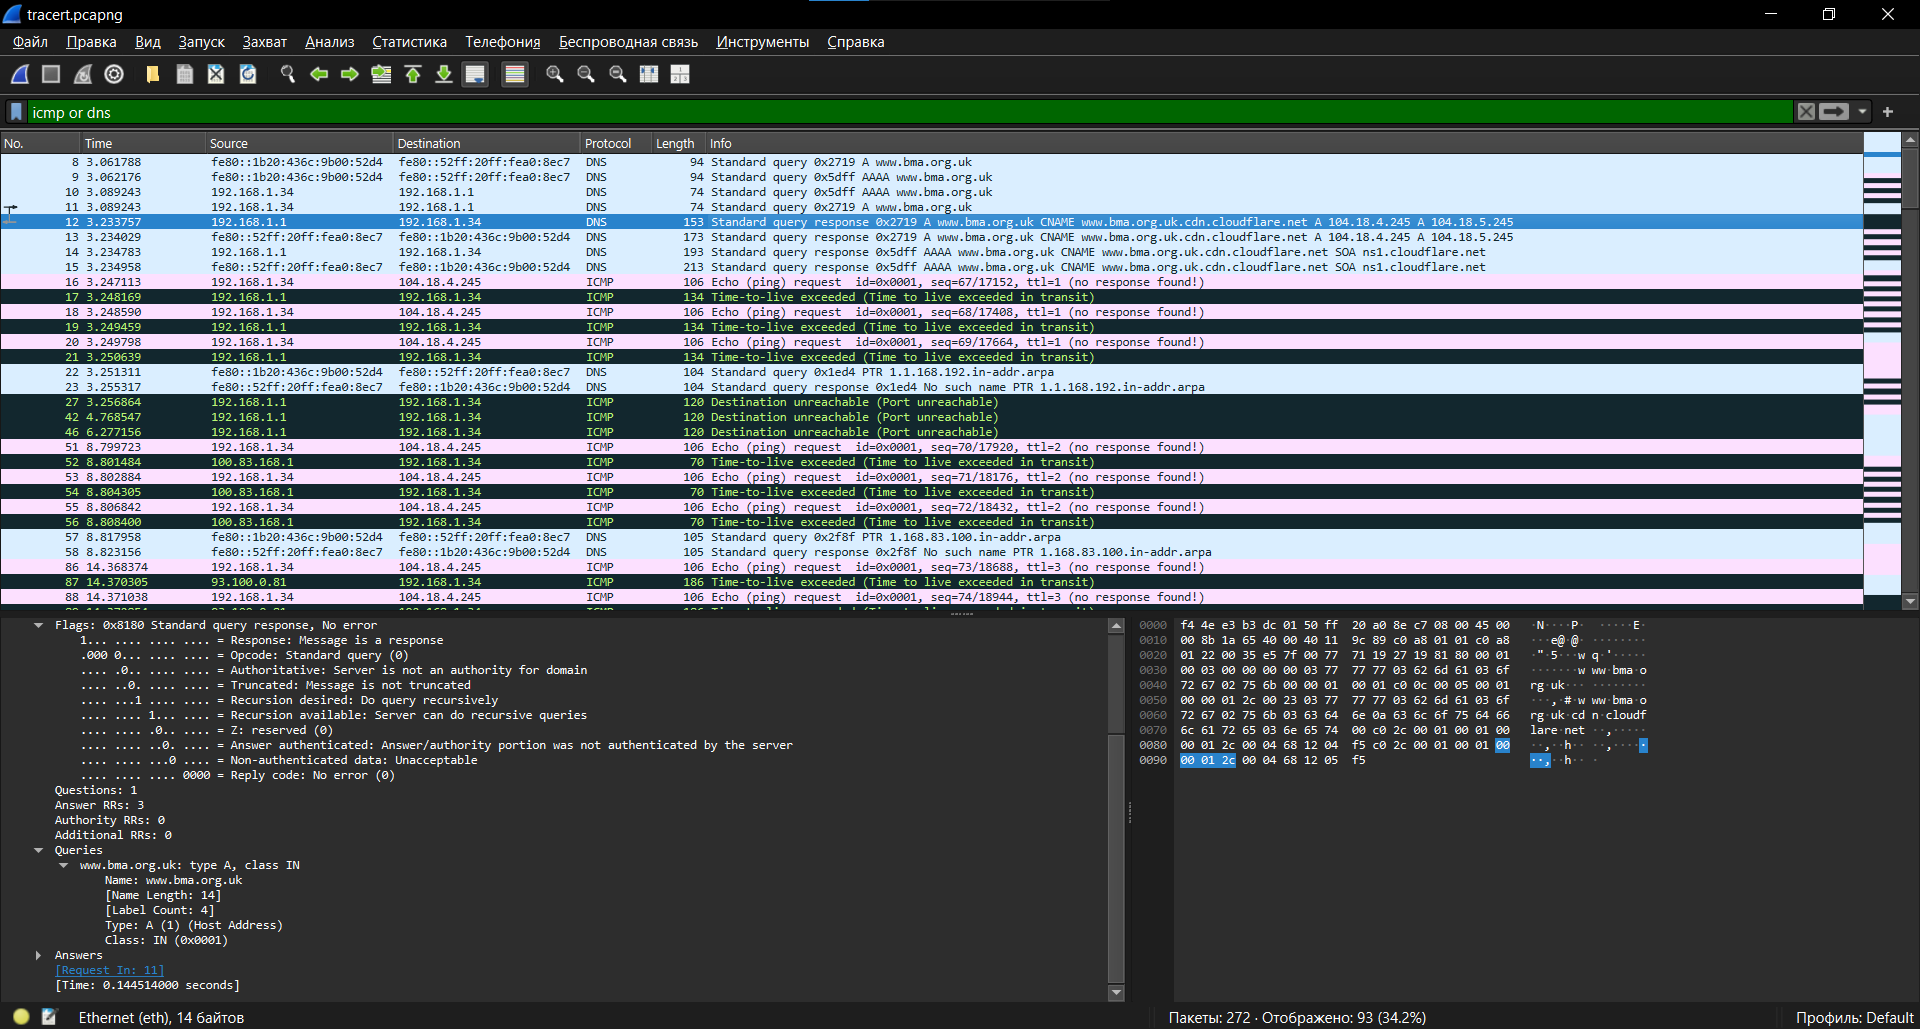 tracert.pcapng
Файл Правка Вид Запуск Захват Анализ Статистика Телефония Беспроводная связь Инструменты Справка
icmp or dns
No. Time Source Destination Protocol Length Info
8 3.061788 fe80::1b20:436c:9b00:52d4 fe80::52ff:20ff:fea0:8ec7 DNS 94 Standard query 0x2719 A www.bma.org.uk
9 3.062176 fe80::1b20:436c:9b00:52d4 fe80::52ff:20ff:fea0:8ec7 DNS 94 Standard query 0x5dff AAAA www.bma.org.uk
10 3.089243 192.168.1.34 192.168.1.1 DNS 74 Standard query 0x5dff AAAA www.bma.org.uk
11 3.089243 192.168.1.34 192.168.1.1 DNS 74 Standard query 0x2719 A www.bma.org.uk
12 3.233757 192.168.1.1 192.168.1.34 DNS 153 Standard query response 0x2719 A www.bma.org.uk CNAME www.bma.org.uk.cdn.cloudflare.net A 104.18.4.245 A 104.18.5.245
13 3.234029 fe80::52ff:20ff:fea0:8ec7 fe80::1b20:436c:9b00:52d4 DNS 173 Standard query response 0x2719 A www.bma.org.uk CNAME www.bma.org.uk.cdn.cloudflare.net A 104.18.4.245 A 104.18.5.245
14 3.234783 192.168.1.1 192.168.1.34 DNS 193 Standard query response 0x5dff AAAA www.bma.org.uk CNAME www.bma.org.uk.cdn.cloudflare.net SOA ns1.cloudflare.net
15 3.234958 fe80::52ff:20ff:fea0:8ec7 fe80::1b20:436c:9b00:52d4 DNS 213 Standard query response 0x5dff AAAA www.bma.org.uk CNAME www.bma.org.uk.cdn.cloudflare.net SOA ns1.cloudflare.net
16 3.247113 192.168.1.34 104.18.4.245 ICMP 106 Echo (ping) request id=0x0001, seq=67/17152, ttl=1 (no response found!)
17 3.248169 192.168.1.1 192.168.1.34 ICMP 134 Time-to-live exceeded (Time to live exceeded in transit)
18 3.248590 192.168.1.34 104.18.4.245 ICMP 106 Echo (ping) request id=0x0001, seq=68/17408, ttl=1 (no response found!)
19 3.249459 192.168.1.1 192.168.1.34 ICMP 134 Time-to-live exceeded (Time to live exceeded in transit)
20 3.249798 192.168.1.34 104.18.4.245 ICMP 106 Echo (ping) request id=0x0001, seq=69/17664, ttl=1 (no response found!)
21 3.250639 192.168.1.1 192.168.1.34 ICMP 134 Time-to-live exceeded (Time to live exceeded in transit)
22 3.251311 fe80::1b20:436c:9b00:52d4 fe80::52ff:20ff:fea0:8ec7 DNS 104 Standard query 0x1ed4 PTR 1.1.168.192.in-addr.arpa
23 3.255317 fe80::52ff:20ff:fea0:8ec7 fe80::1b20:436c:9b00:52d4 DNS 104 Standard query response 0x1ed4 No such name PTR 1.1.168.192.in-addr.arpa
27 3.256864 192.168.1.1 192.168.1.34 ICMP 120 Destination unreachable (Port unreachable)
42 4.768547 192.168.1.1 192.168.1.34 ICMP 120 Destination unreachable (Port unreachable)
46 6.277156 192.168.1.1 192.168.1.34 ICMP 120 Destination unreachable (Port unreachable)
51 8.799723 192.168.1.34 104.18.4.245 ICMP 106 Echo (ping) request id=0x0001, seq=70/17920, ttl=2 (no response found!)
52 8.801484 100.83.168.1 192.168.1.34 ICMP 70 Time-to-live exceeded (Time to live exceeded in transit)
53 8.802884 192.168.1.34 104.18.4.245 ICMP 106 Echo (ping) request id=0x0001, seq=71/18176, ttl=2 (no response found!)
54 8.804305 100.83.168.1 192.168.1.34 ICMP 70 Time-to-live exceeded (Time to live exceeded in transit)
55 8.806842 192.168.1.34 104.18.4.245 ICMP 106 Echo (ping) request id=0x0001, seq=72/18432, ttl=2 (no response found!)
56 8.808400 100.83.168.1 192.168.1.34 ICMP 70 Time-to-live exceeded (Time to live exceeded in transit)
57 8.817958 fe80::1b20:436c:9b00:52d4 fe80::52ff:20ff:fea0:8ec7 DNS 105 Standard query 0x2f8f PTR 1.168.83.100.in-addr.arpa
58 8.823156 fe80::52ff:20ff:fea0:8ec7 fe80::1b20:436c:9b00:52d4 DNS 105 Standard query response 0x2f8f No such name PTR 1.168.83.100.in-addr.arpa
86 14.368374 192.168.1.34 104.18.4.245 ICMP 106 Echo (ping) request id=0x0001, seq=73/18688, ttl=3 (no response found!)
87 14.370305 93.100.0.81 192.168.1.34 ICMP 186 Time-to-live exceeded (Time to live exceeded in transit)
88 14.371038 192.168.1.34 104.18.4.245 ICMP 106 Echo (ping) request id=0x0001, seq=74/18944, ttl=3 (no response found!)
Flags: 0x8180 Standard query response, No error
1... .... .... .... = Response: Message is a response
.000 0... .... .... = Opcode: Standard query (0)
.... .0.. .... .... = Authoritative: Server is not an authority for domain
.... ..0. .... .... = Truncated: Message is not truncated
.... ...1 .... .... = Recursion desired: Do query recursively
.... .... 1... .... = Recursion available: Server can do recursive queries
.... .... .0.. .... = Z: reserved (0)
.... .... ..0. .... = Answer authenticated: Answer/authority portion was not authenticated by the server
.... .... ...0 .... = Non-authenticated data: Unacceptable
.... .... .... 0000 = Reply code: No error (0)
Questions: 1
Answer RRs: 3
Authority RRs: 0
Additional RRs: 0
Queries
www.bma.org.uk: type A, class IN
Name: www.bma.org.uk
[Name Length: 14]
[Label Count: 4]
Type: A (1) (Host Address)
Class: IN (0x0001)
Answers
[Request In: 11]
[Time: 0.144514000 seconds]
0000 f4 4e e3 b3 dc 01 50 ff 20 a0 8e c7 08 00 45 00 ·N····P· ·····E·
0010 00 8b 1a 65 40 00 40 11 9c 89 c0 a8 01 01 c0 a8 ···e@·@· ········
0020 01 22 00 35 e5 7f 00 77 71 19 27 19 81 80 00 01 ·"·5···w q·'·····
0030 00 03 00 00 00 00 03 77 77 77 03 62 6d 61 03 6f ·······w ww·bma·o
0040 72 67 02 75 6b 00 00 01 00 01 c0 0c 00 05 00 01 rg·uk··· ········
0050 00 00 01 2c 00 23 03 77 77 77 03 62 6d 61 03 6f ···,·#·w ww·bma·o
0060 72 67 02 75 6b 03 63 64 6e 0a 63 6c 6f 75 64 66 rg·uk·cd n·cloudf
0070 6c 61 72 65 03 6e 65 74 00 c0 2c 00 01 00 01 00 lare·net ··,·····
0080 00 01 2c 00 04 68 12 04 f5 c0 2c 00 01 00 01 00 ··,··h·· ··,·····
0090 00 01 2c 00 04 68 12 05 f5 ··,··h·· ·
Ethernet (eth), 14 байтов
Пакеты: 272 · Отображено: 93 (34.2%)
Профиль: Default